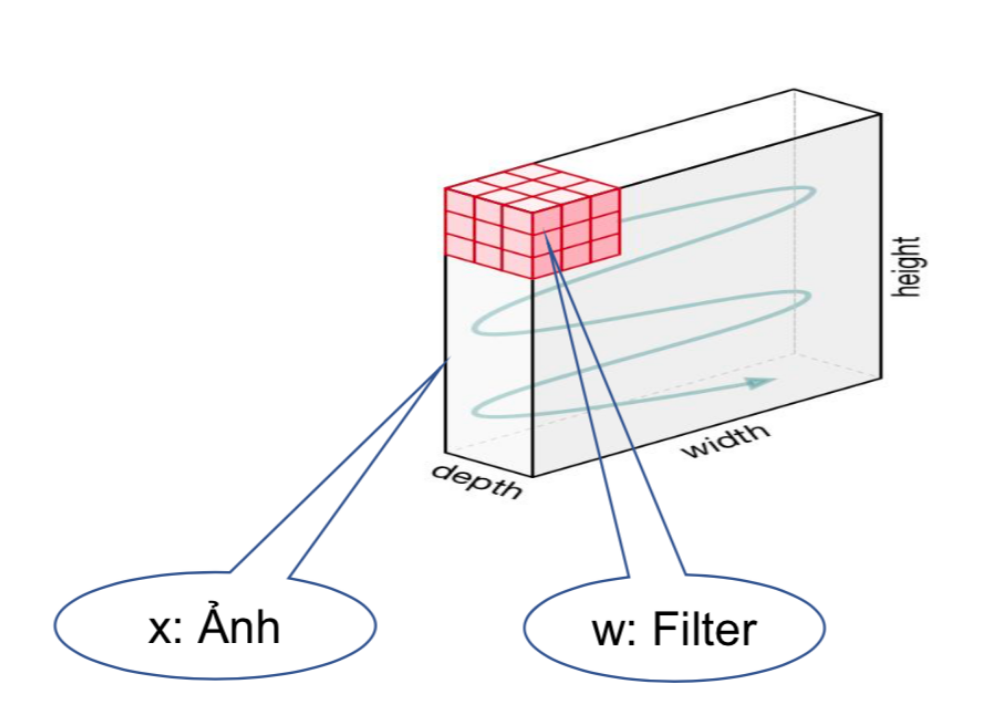 height
width
depth
x: Ảnh
w: Filter